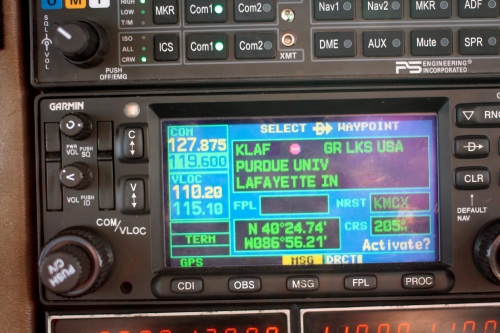 OMI
HIGH
LOW
T/M
MKR Com1 Com2 Nav1 Nav2 MKR ADF
SQL VOL
PUSH
OFF/EMG
ISO
ALL
CREW
ICS Com1 Com2 XMT DME AUX Mute SPR
PS ENGINEERING
INCORPORATED
GARMIN
PWR
VOL
PUSH
SQ
C
VOL
PUSH
ID
V
COM/
VLOC
PUSH
C/V
COM
127.875
119.600
VLOC
110.20
115.10
TERM
GPS
SELECT D WAYPOINT
KLAF GR LKS USA
PURDUE UNIV
LAFAYETTE IN
FPL NRST KMCX
N 40°24.74'
W086°56.21'
CRS 205
Activate?
MSG DRCT
CDI OBS MSG FPL PROC
RNG
D
CLR
DEFAULT
NAV